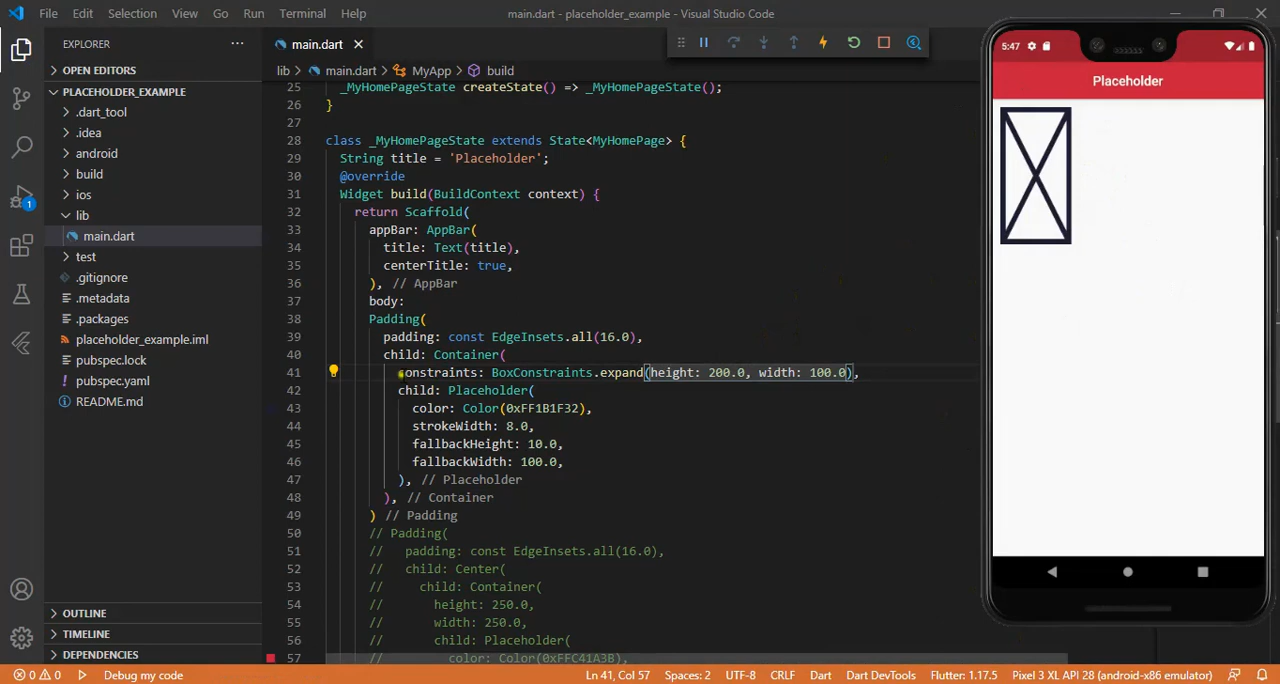 File Edit Selection View Go Run Terminal Help
main.dart - placeholder_example - Visual Studio Code
EXPLORER
OPEN EDITORS
PLACEHOLDER_EXAMPLE
.dart_tool
.idea
android
build
ios
lib
main.dart
test
.gitignore
.metadata
.packages
placeholder_example.iml
pubspec.lock
pubspec.yaml
README.md
OUTLINE
TIMELINE
DEPENDENCIES
1
main.dart
lib main.dart MyApp build
25 _MyHomePageState createState() => _MyHomePageState();
26 }
27
28 class _MyHomePageState extends State<MyHomePage> {
29 String title = 'Placeholder';
30 @override
31 Widget build(BuildContext context) {
32 return Scaffold(
33 appBar: AppBar(
34 title: Text(title),
35 centerTitle: true,
36 ), // AppBar
37 body:
38 Padding(
39 padding: const EdgeInsets.all(16.0),
40 child: Container(
41 constraints: BoxConstraints.expand(height: 200.0, width: 100.0),
42 child: Placeholder(
43 color: Color(0xFF1B1F32),
44 strokeWidth: 8.0,
45 fallbackHeight: 10.0,
46 fallbackWidth: 100.0,
47 ), // Placeholder
48 ), // Container
49 ) // Padding
50 // Padding(
51 // padding: const EdgeInsets.all(16.0),
52 // child: Center(
53 // child: Container(
54 // height: 250.0,
55 // width: 250.0,
56 // child: Placeholder(
57 // color: Color(0xFFC41A3B),
5:47
Placeholder
0 0 Debug my code Ln 41, Col 57 Spaces: 2 UTF-8 CRLF Dart Dart DevTools Flutter: 1.17.5 Pixel 3 XL API 28 (android-x86 emulator)